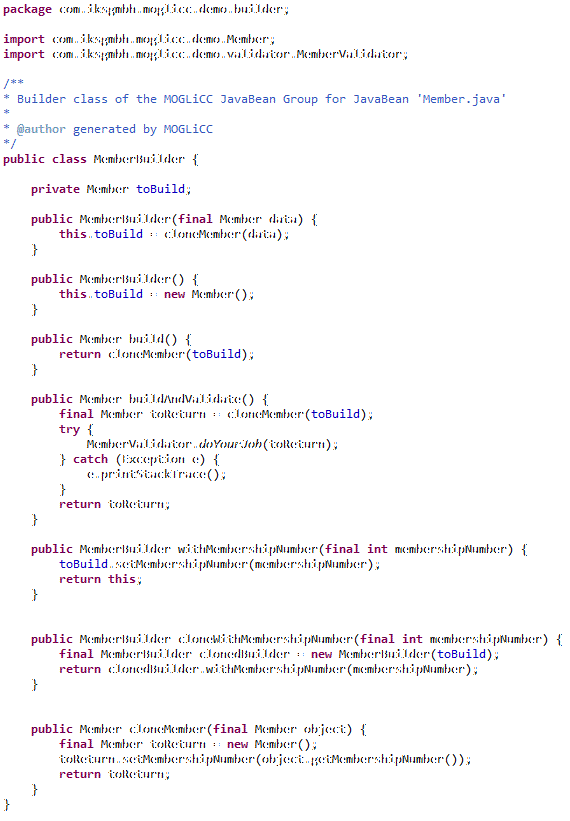 package com.iksgmbh.moglicc.demo.builder;
import com.iksgmbh.moglicc.demo.Member;
import com.iksgmbh.moglicc.demo.validator.MemberValidator;
/**
* Builder class of the MOGLiCC JavaBean Group for JavaBean 'Member.java'
*
* @author generated by MOGLiCC
*/
public class MemberBuilder {
private Member toBuild;
public MemberBuilder(final Member data) {
this.toBuild = cloneMember(data);
}
public MemberBuilder() {
this.toBuild = new Member();
}
public Member build() {
return cloneMember(toBuild);
}
public Member buildAndValidate() {
final Member toReturn = cloneMember(toBuild);
try {
MemberValidator.doYourJob(toReturn);
} catch (Exception e) {
e.printStackTrace();
}
return toReturn;
}
public MemberBuilder withMembershipNumber(final int membershipNumber) {
toBuild.setMembershipNumber(membershipNumber);
return this;
}
public MemberBuilder cloneWithMembershipNumber(final int membershipNumber) {
final MemberBuilder clonedBuilder = new MemberBuilder(toBuild);
return clonedBuilder.withMembershipNumber(membershipNumber);
}
public Member cloneMember(final Member object) {
final Member toReturn = new Member();
toReturn.setMembershipNumber(object.getMembershipNumber());
return toReturn;
}
}